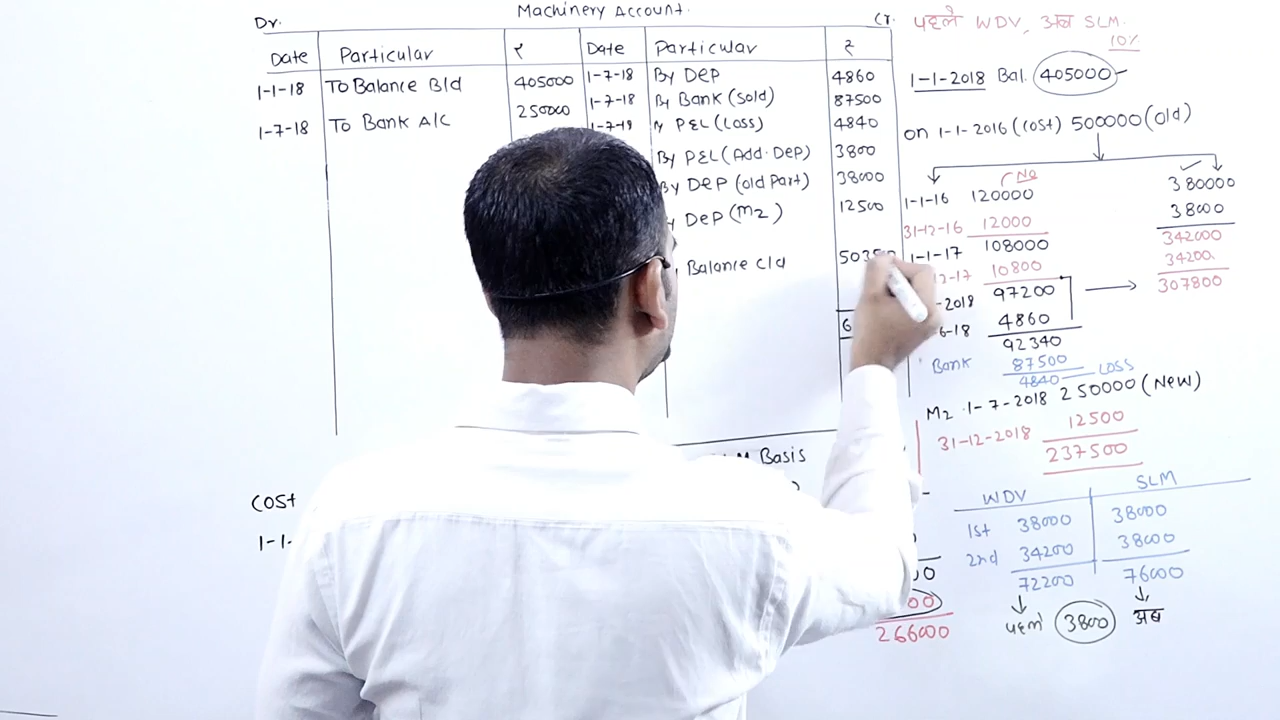 Machinery Account.
Dr. Cr.
Date Particular ₹ Date Particular ₹
1-1-18 To Balance B/d 405000 1-7-18 By Dep 4860
1-7-18 By Bank (sold) 87500
1-7-18 To Bank A/c 250000 1-7-18 P&L (Loss) 4840
By P&L (Add. Dep) 3800
By Dep (old Part) 38000
Dep (M2) 12500
Balance c/d
6
Basis
Cost
1-1-
00
266000
पहले WDV, अब SLM.
10%
1-1-2018 Bal. 405000
on 1-1-2016 (cost) 500000 (old)
No
1-1-16 120000 380000
31-12-16 12000 38000
1-1-17 108000 342000
12-17 10800 34200
-2018 97200 307800
6-18 4860
92340
Bank 87500
4840 Loss
M2 1-7-2018 250000 (New)
31-12-2018 12500
237500
WDV SLM
1st 38000 38000
2nd 34200 38000
72200 76000
पहले 3800 अब